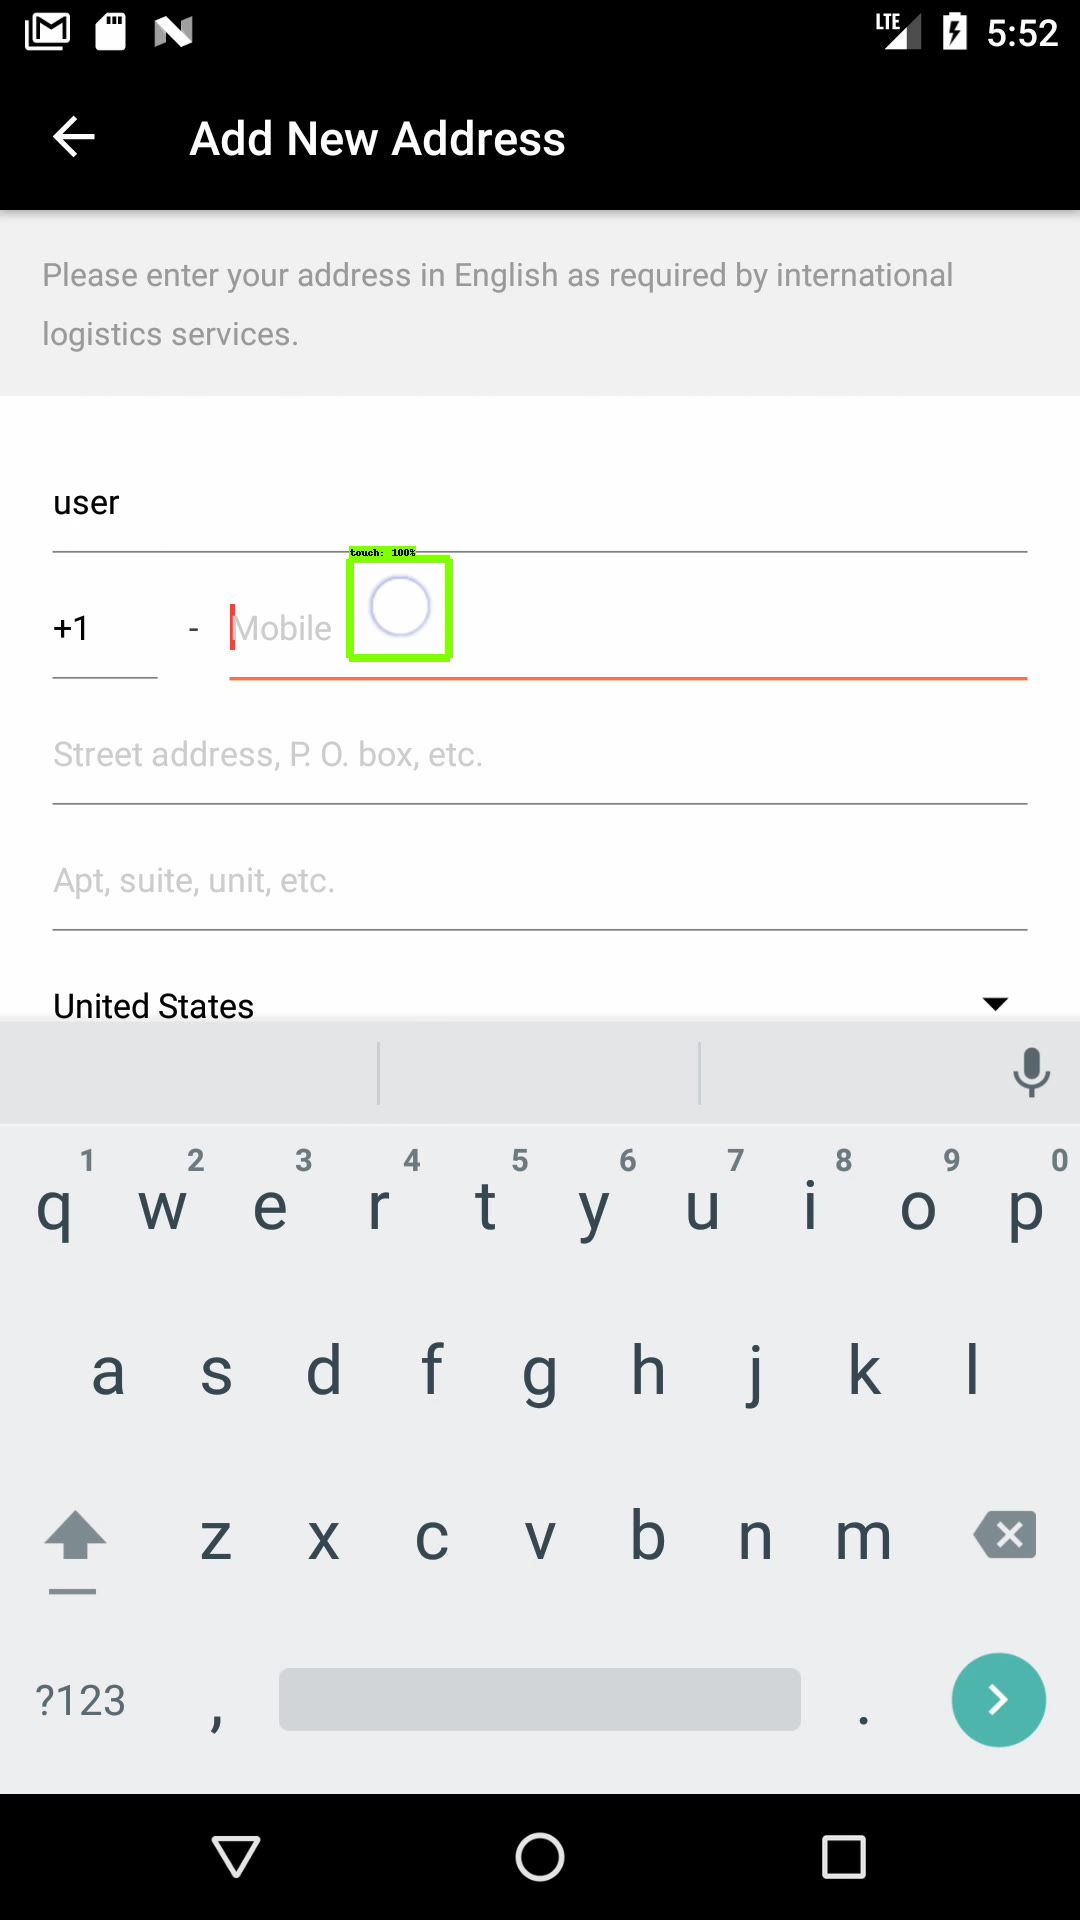 LTE 5:52
Add New Address
Please enter your address in English as required by international
logistics services.
user
touch: 100%
+1 - Mobile
Street address, P. O. box, etc.
Apt, suite, unit, etc.
United States
1 2 3 4 5 6 7 8 9 0
q w e r t y u i o p
a s d f g h j k l
z x c v b n m
?123 , .